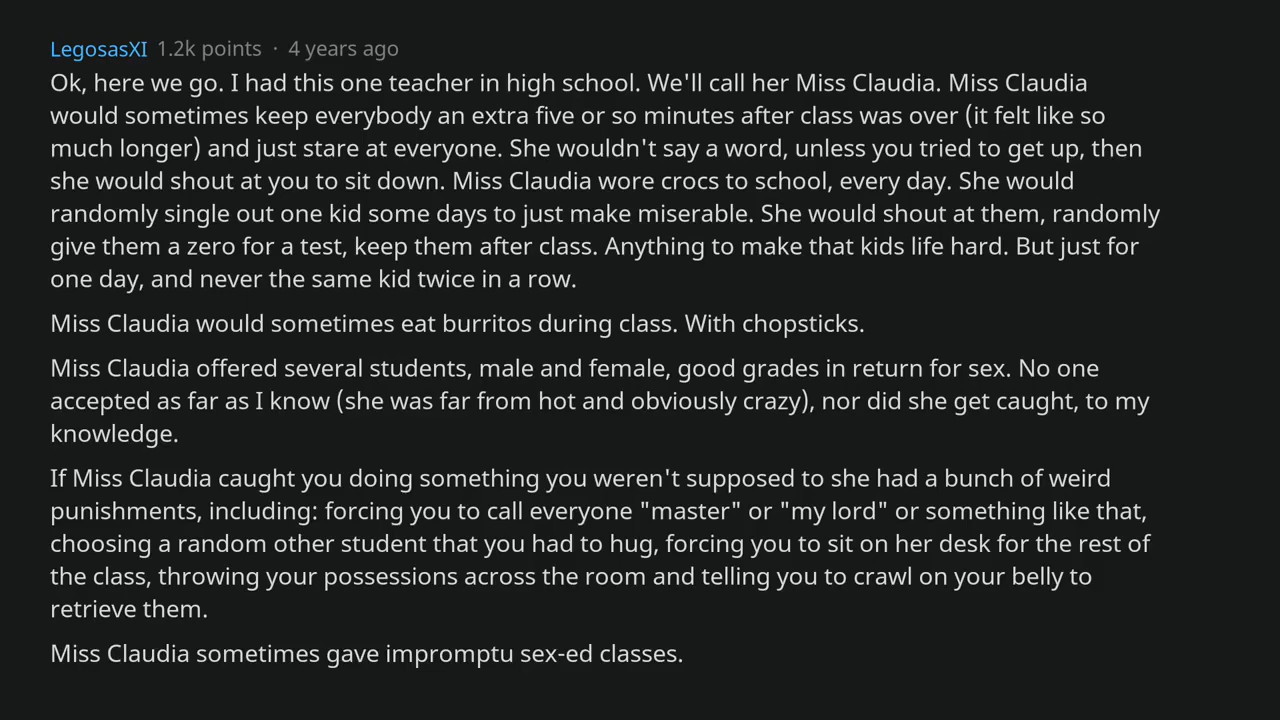 LegosasXI 1.2k points · 4 years ago
Ok, here we go. I had this one teacher in high school. We'll call her Miss Claudia. Miss Claudia
would sometimes keep everybody an extra five or so minutes after class was over (it felt like so
much longer) and just stare at everyone. She wouldn't say a word, unless you tried to get up, then
she would shout at you to sit down. Miss Claudia wore crocs to school, every day. She would
randomly single out one kid some days to just make miserable. She would shout at them, randomly
give them a zero for a test, keep them after class. Anything to make that kids life hard. But just for
one day, and never the same kid twice in a row.
Miss Claudia would sometimes eat burritos during class. With chopsticks.
Miss Claudia offered several students, male and female, good grades in return for sex. No one
accepted as far as I know (she was far from hot and obviously crazy), nor did she get caught, to my
knowledge.
If Miss Claudia caught you doing something you weren't supposed to she had a bunch of weird
punishments, including: forcing you to call everyone "master" or "my lord" or something like that,
choosing a random other student that you had to hug, forcing you to sit on her desk for the rest of
the class, throwing your possessions across the room and telling you to crawl on your belly to
retrieve them.
Miss Claudia sometimes gave impromptu sex-ed classes.